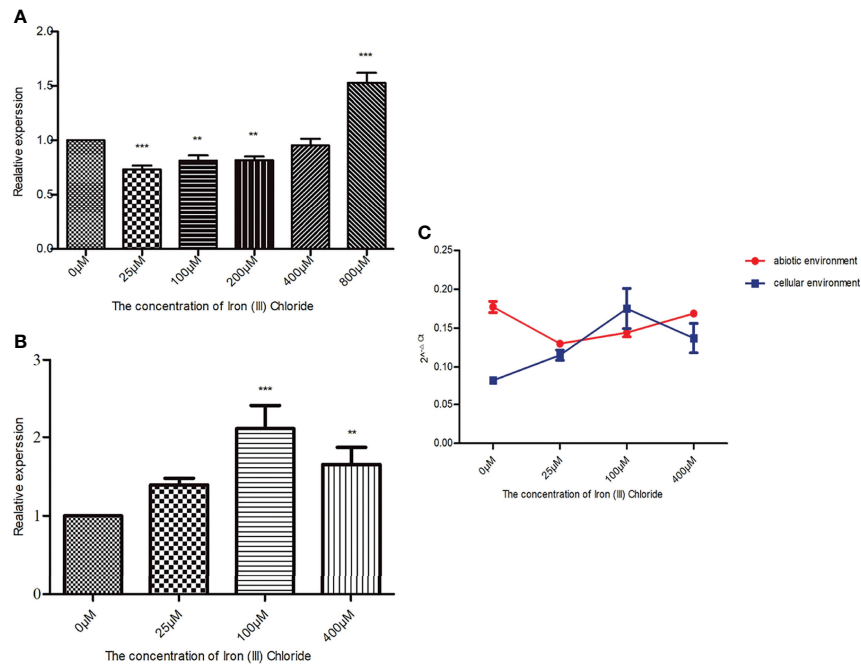 A
Realative experssion
2.0
1.5
1.0
0.5
0.0
***
**
**
***
0µM
25µM
100µM
200µM
400µM
800µM
The concentration of Iron (III) Chloride
B
Realative experssion
3
2
1
0
***
**
0µM
25µM
100µM
400µM
The concentration of Iron (III) Chloride
C
2^-△ Ct
0.25
0.20
0.15
0.10
0.05
0.00
0µM
25µM
100µM
400µM
The concentration of Iron (III) Chloride
abiotic environment
cellular environment